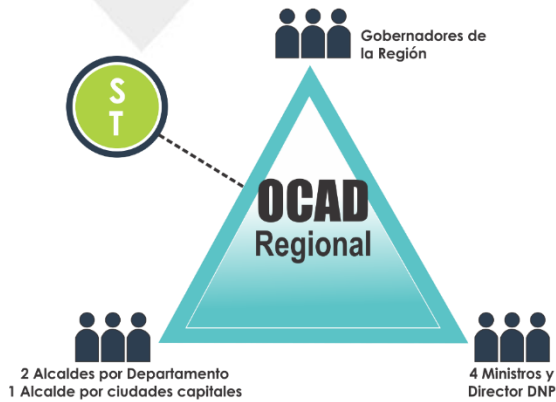 Gobernadores de
la Región
S
T
OCAD
Regional
2 Alcaldes por Departamento
1 Alcalde por ciudades capitales
4 Ministros y
Director DNP